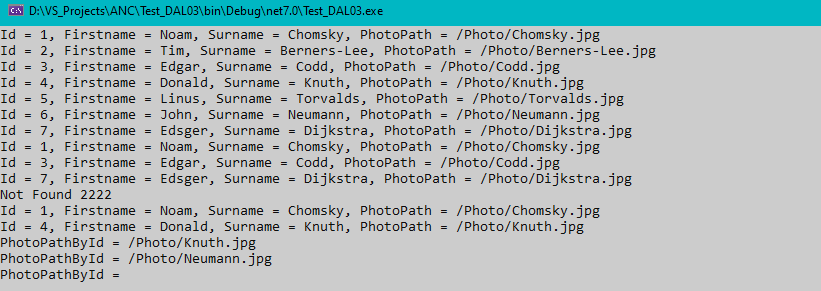 D:\VS_Projects\ANC\Test_DAL03\bin\Debug\net7.0\Test_DAL03.exe
Id = 1, Firstname = Noam, Surname = Chomsky, PhotoPath = /Photo/Chomsky.jpg
Id = 2, Firstname = Tim, Surname = Berners-Lee, PhotoPath = /Photo/Berners-Lee.jpg
Id = 3, Firstname = Edgar, Surname = Codd, PhotoPath = /Photo/Codd.jpg
Id = 4, Firstname = Donald, Surname = Knuth, PhotoPath = /Photo/Knuth.jpg
Id = 5, Firstname = Linus, Surname = Torvalds, PhotoPath = /Photo/Torvalds.jpg
Id = 6, Firstname = John, Surname = Neumann, PhotoPath = /Photo/Neumann.jpg
Id = 7, Firstname = Edsger, Surname = Dijkstra, PhotoPath = /Photo/Dijkstra.jpg
Id = 1, Firstname = Noam, Surname = Chomsky, PhotoPath = /Photo/Chomsky.jpg
Id = 3, Firstname = Edgar, Surname = Codd, PhotoPath = /Photo/Codd.jpg
Id = 7, Firstname = Edsger, Surname = Dijkstra, PhotoPath = /Photo/Dijkstra.jpg
Not Found 2222
Id = 1, Firstname = Noam, Surname = Chomsky, PhotoPath = /Photo/Chomsky.jpg
Id = 4, Firstname = Donald, Surname = Knuth, PhotoPath = /Photo/Knuth.jpg
PhotoPathById = /Photo/Knuth.jpg
PhotoPathById = /Photo/Neumann.jpg
PhotoPathById =